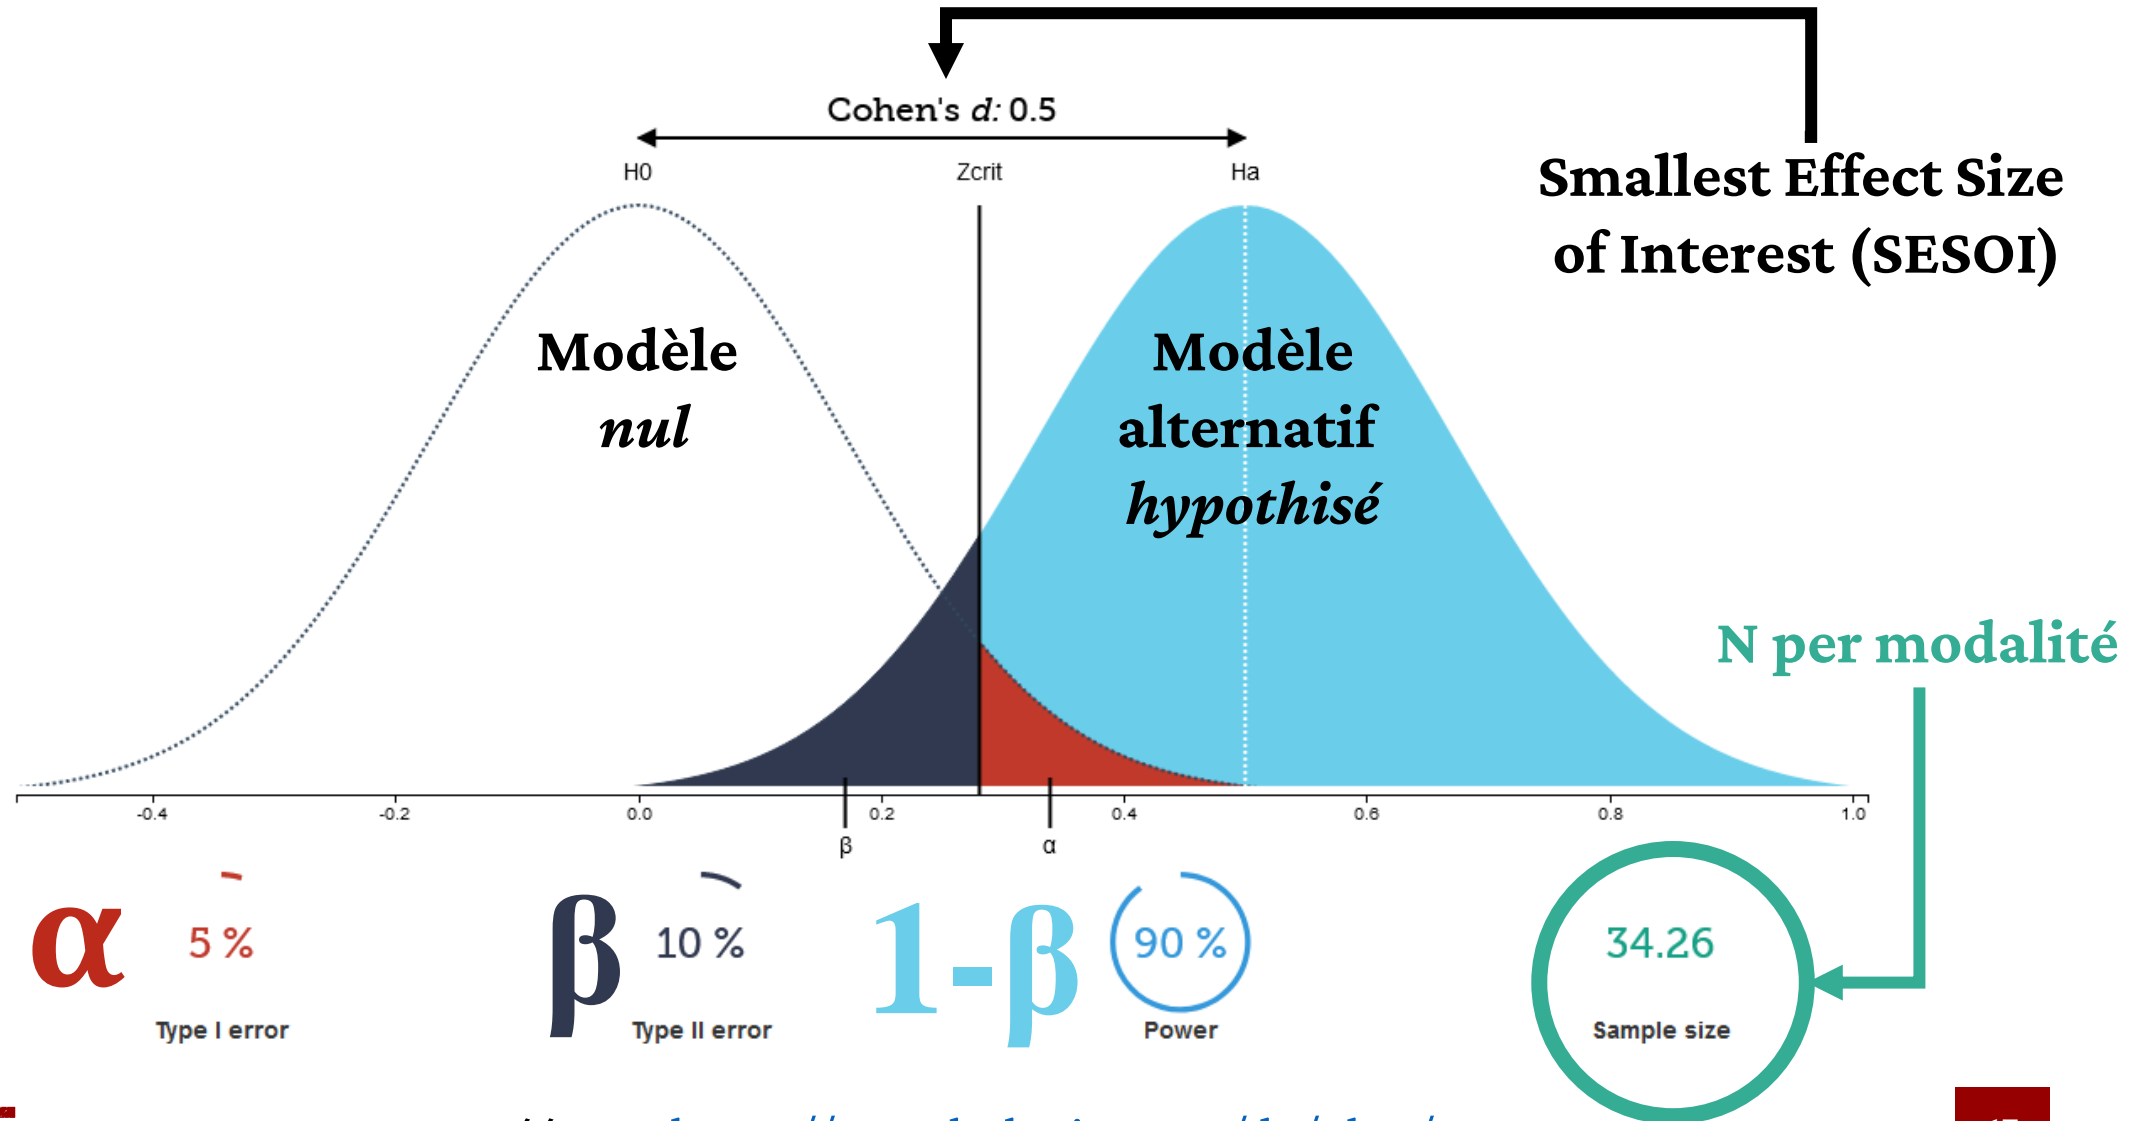 Cohen's d: 0.5
H0
Zcrit
Ha
Smallest Effect Size
of Interest (SESOI)
Modèle
nul
Modèle
alternatif
hypothisé
N per modalité
-0.4
-0.2
0.0
0.2
0.4
0.6
0.8
1.0
β
α
α
5 %
Type I error
β
10 %
Type II error
1-β
90 %
Power
34.26
Sample size